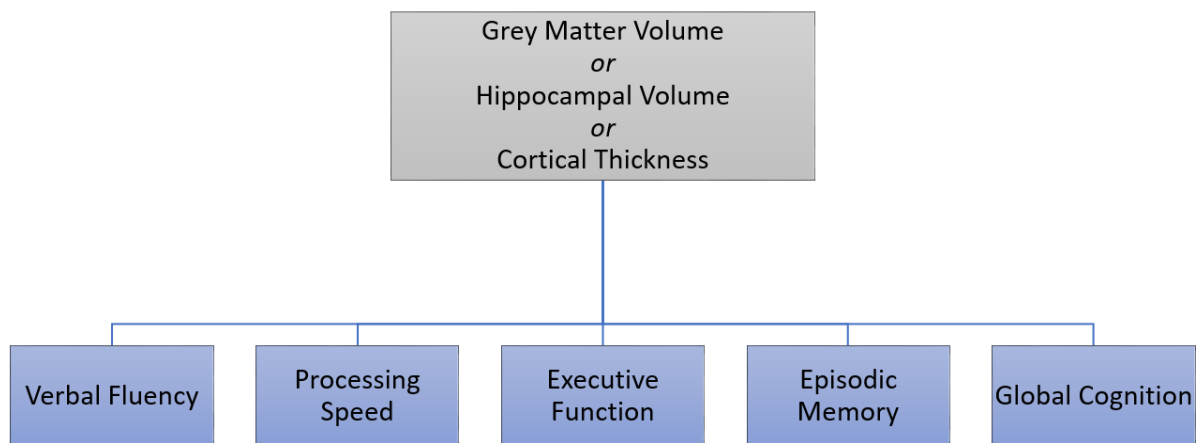 Grey Matter Volume
or
Hippocampal Volume
or
Cortical Thickness
Verbal Fluency
Processing
Speed
Executive
Function
Episodic
Memory
Global Cognition